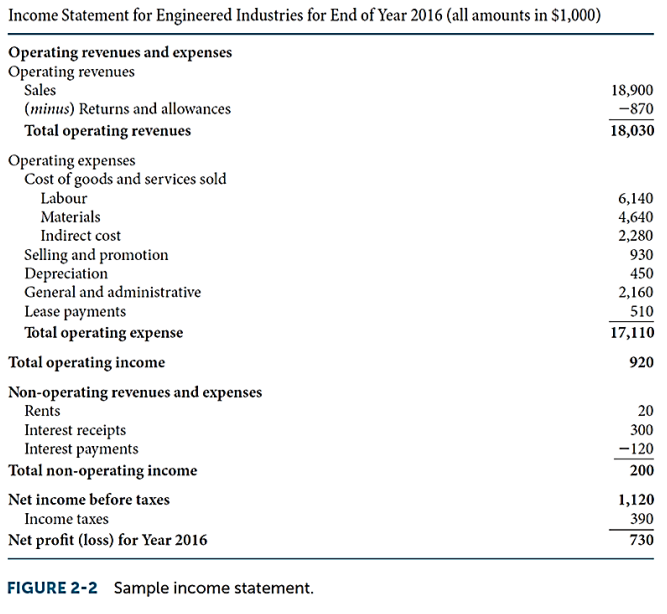 Income Statement for Engineered Industries for End of Year 2016 (all amounts in $1,000)
Operating revenues and expenses
Operating revenues
Sales 18,900
(minus) Returns and allowances −870
Total operating revenues 18,030
Operating expenses
Cost of goods and services sold
Labour 6,140
Materials 4,640
Indirect cost 2,280
Selling and promotion 930
Depreciation 450
General and administrative 2,160
Lease payments 510
Total operating expense 17,110
Total operating income 920
Non-operating revenues and expenses
Rents 20
Interest receipts 300
Interest payments −120
Total non-operating income 200
Net income before taxes 1,120
Income taxes 390
Net profit (loss) for Year 2016 730
FIGURE 2-2 Sample income statement.